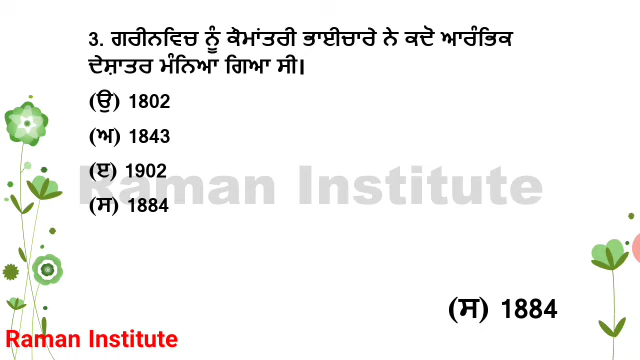 3. ਗਰੀਨਵਿਚ ਨੂੰ ਕੋਮਾਂਤਰੀ ਭਾਈਚਾਰੇ ਨੇ ਕਦੋ ਆਰੰਭਿਕ
ਦੇਸ਼ਾਤਰ ਮੰਨਿਆ ਗਿਆ ਸੀ।
(ੳ) 1802
(ਅ) 1843
(ੲ) 1902
(ਸ) 1884
Raman Institute
(ਸ) 1884
Raman Institute